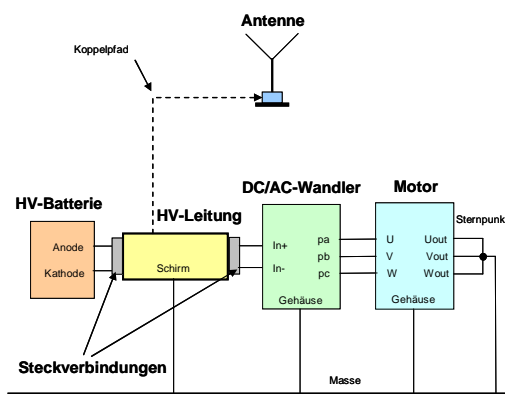 Antenne
Koppelpfad
DC/AC-Wandler
Motor
HV-Batterie
HV-Leitung
Sternpunk
Anode
Kathode
Schirm
In+
In-
pa
pb
pc
Gehäuse
U
V
W
Uout
Vout
Wout
Gehäuse
Steckverbindungen
Masse